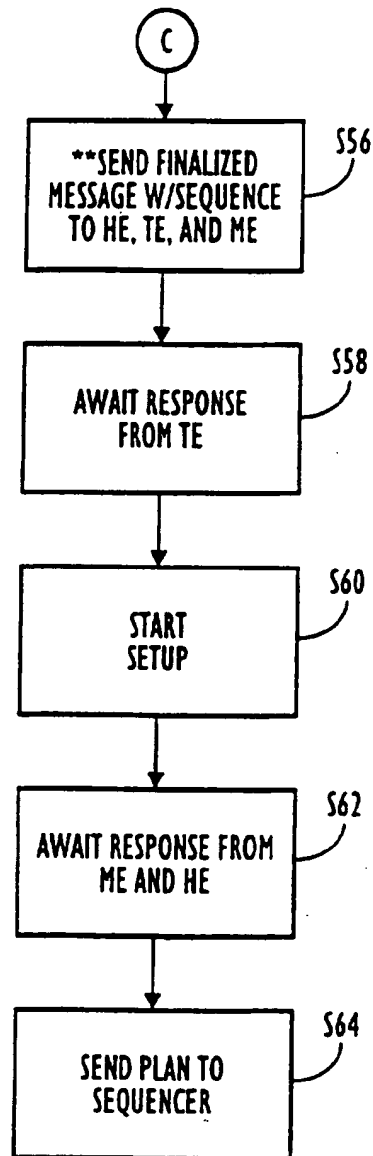 C
**SEND FINALIZED
MESSAGE W/SEQUENCE
TO HE, TE, AND ME
S56
AWAIT RESPONSE
FROM TE
S58
START
SETUP
S60
AWAIT RESPONSE FROM
ME AND HE
S62
SEND PLAN TO
SEQUENCER
S64